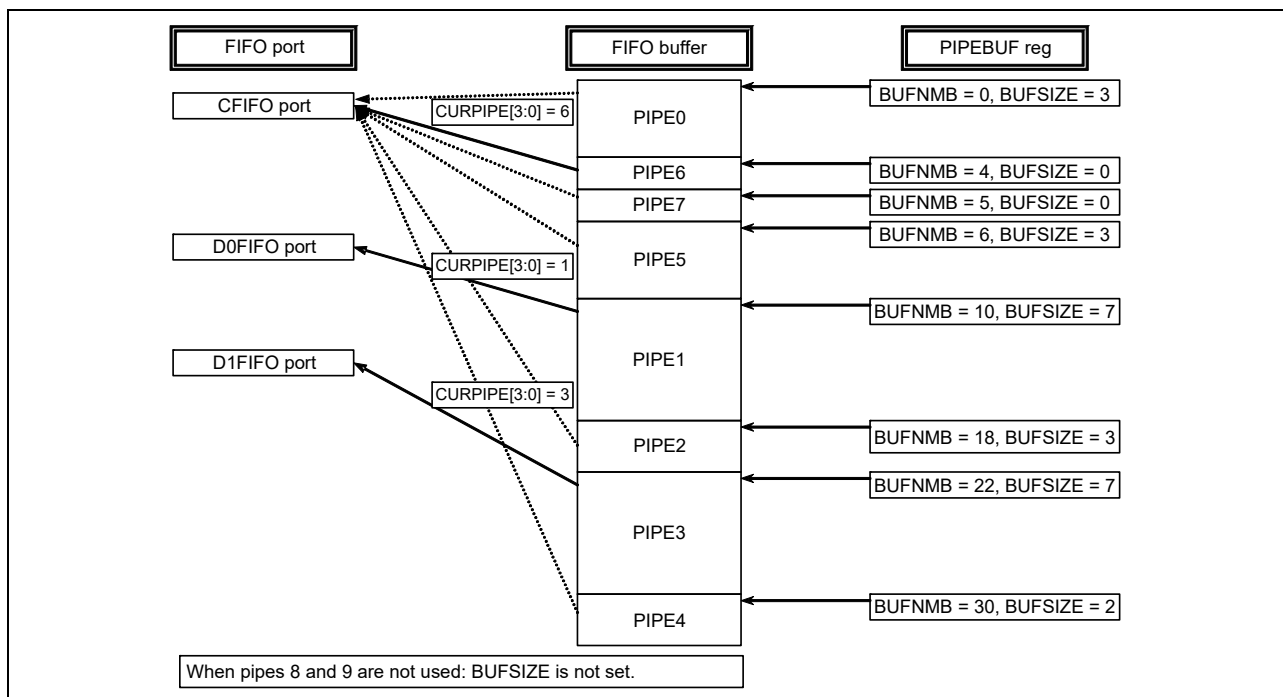 FIFO port
FIFO buffer
PIPEBUF reg
CFIFO port
CURPIPE[3:0] = 6
PIPE0
BUFNMB = 0, BUFSIZE = 3
PIPE6
BUFNMB = 4, BUFSIZE = 0
PIPE7
BUFNMB = 5, BUFSIZE = 0
D0FIFO port
CURPIPE[3:0] = 1
PIPE5
BUFNMB = 6, BUFSIZE = 3
PIPE1
BUFNMB = 10, BUFSIZE = 7
D1FIFO port
CURPIPE[3:0] = 3
PIPE2
BUFNMB = 18, BUFSIZE = 3
PIPE3
BUFNMB = 22, BUFSIZE = 7
PIPE4
BUFNMB = 30, BUFSIZE = 2
When pipes 8 and 9 are not used: BUFSIZE is not set.